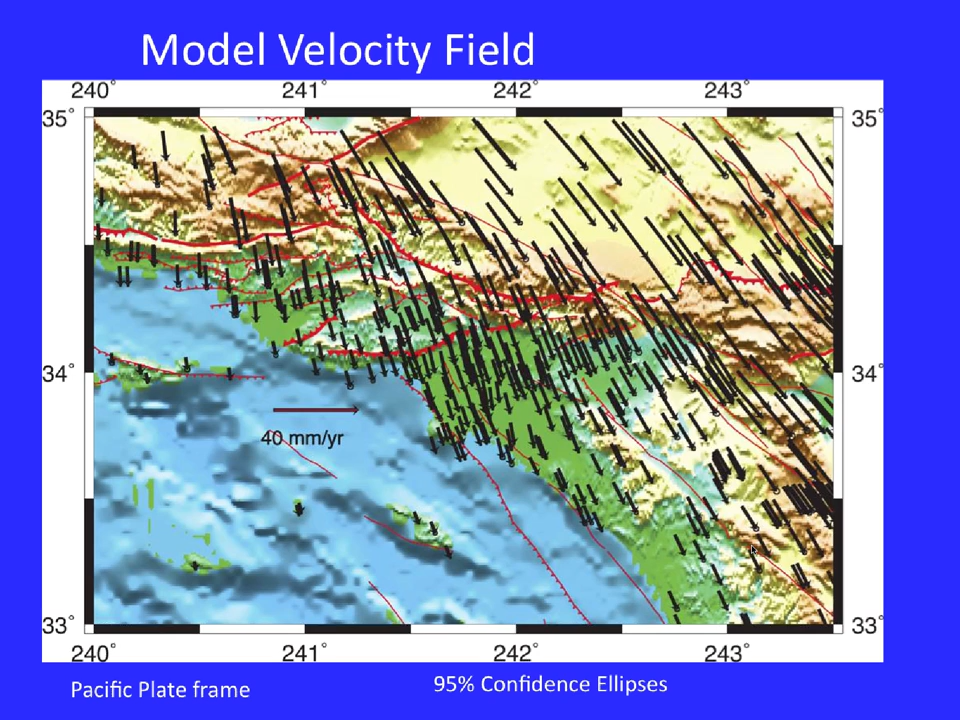 Model Velocity Field
240° 241° 242° 243°
35° 35°
34° 34°
40 mm/yr
33° 33°
240° 241° 242° 243°
Pacific Plate frame
95% Confidence Ellipses